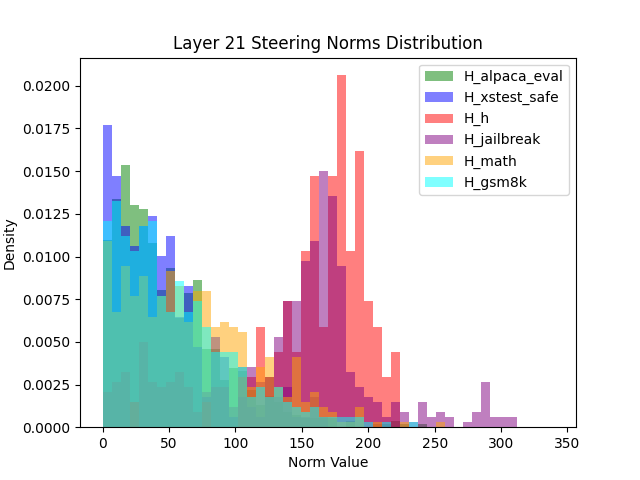 Layer 21 Steering Norms Distribution
H_alpaca_eval
H_xstest_safe
H_h
H_jailbreak
H_math
H_gsm8k
Density
0.0200
0.0175
0.0150
0.0125
0.0100
0.0075
0.0050
0.0025
0.0000
0 50 100 150 200 250 300 350
Norm Value